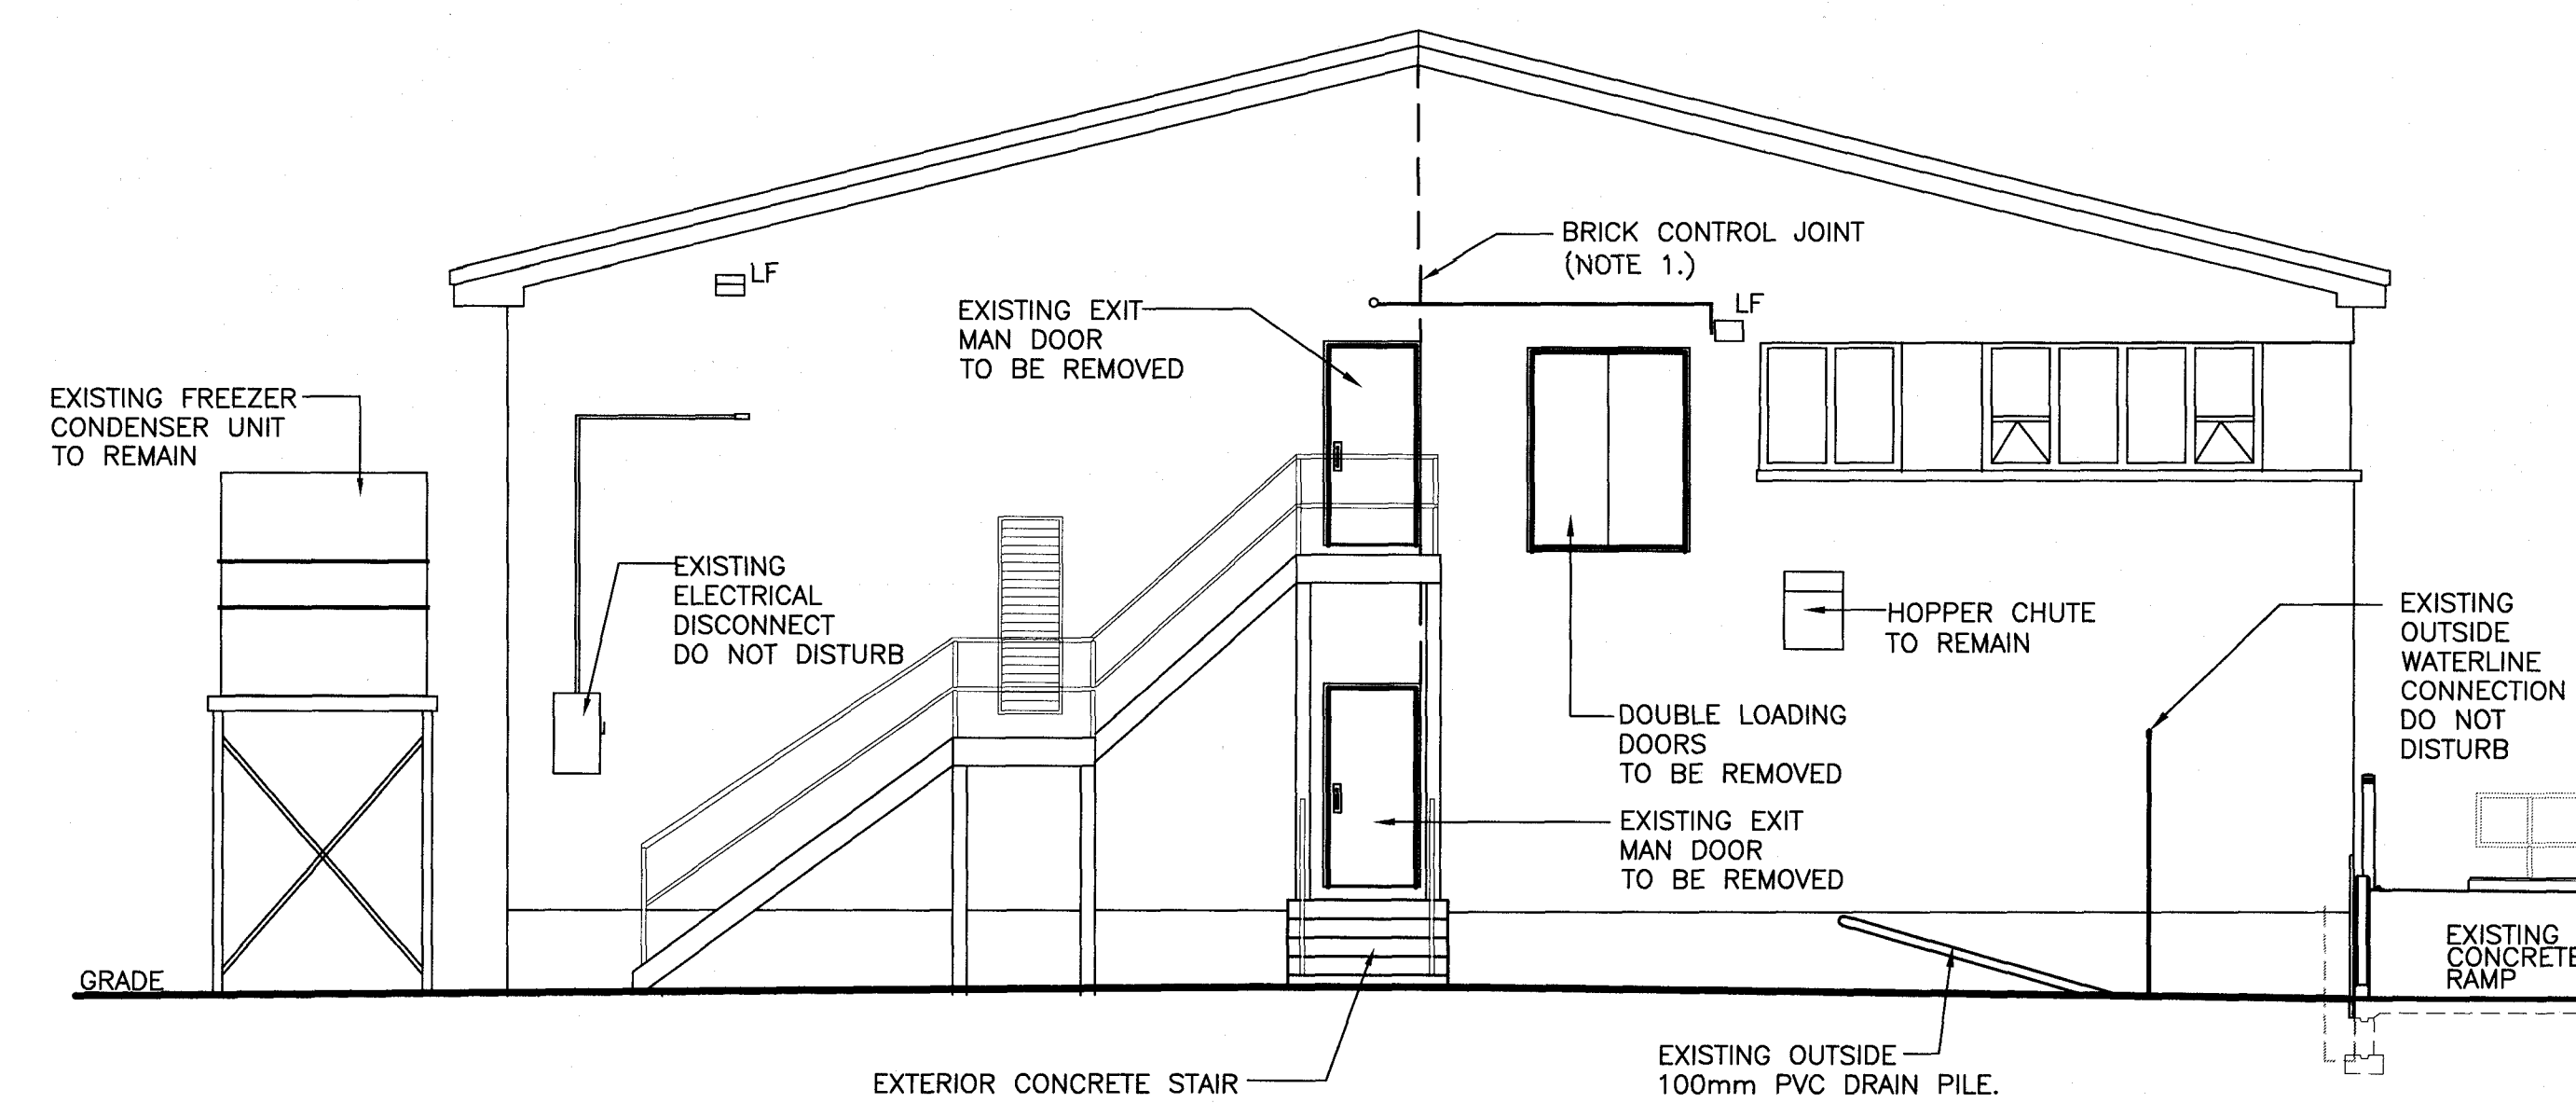 BRICK CONTROL JOINT
(NOTE 1.)
LF
LF
EXISTING EXIT
MAN DOOR
TO BE REMOVED
EXISTING FREEZER
CONDENSER UNIT
TO REMAIN
EXISTING
ELECTRICAL
DISCONNECT
DO NOT DISTURB
HOPPER CHUTE
TO REMAIN
EXISTING
OUTSIDE
WATERLINE
CONNECTION
DO NOT
DISTURB
DOUBLE LOADING
DOORS
TO BE REMOVED
EXISTING EXIT
MAN DOOR
TO BE REMOVED
EXISTING
CONCRETE
RAMP
GRADE
EXTERIOR CONCRETE STAIR
EXISTING OUTSIDE
100mm PVC DRAIN PILE.